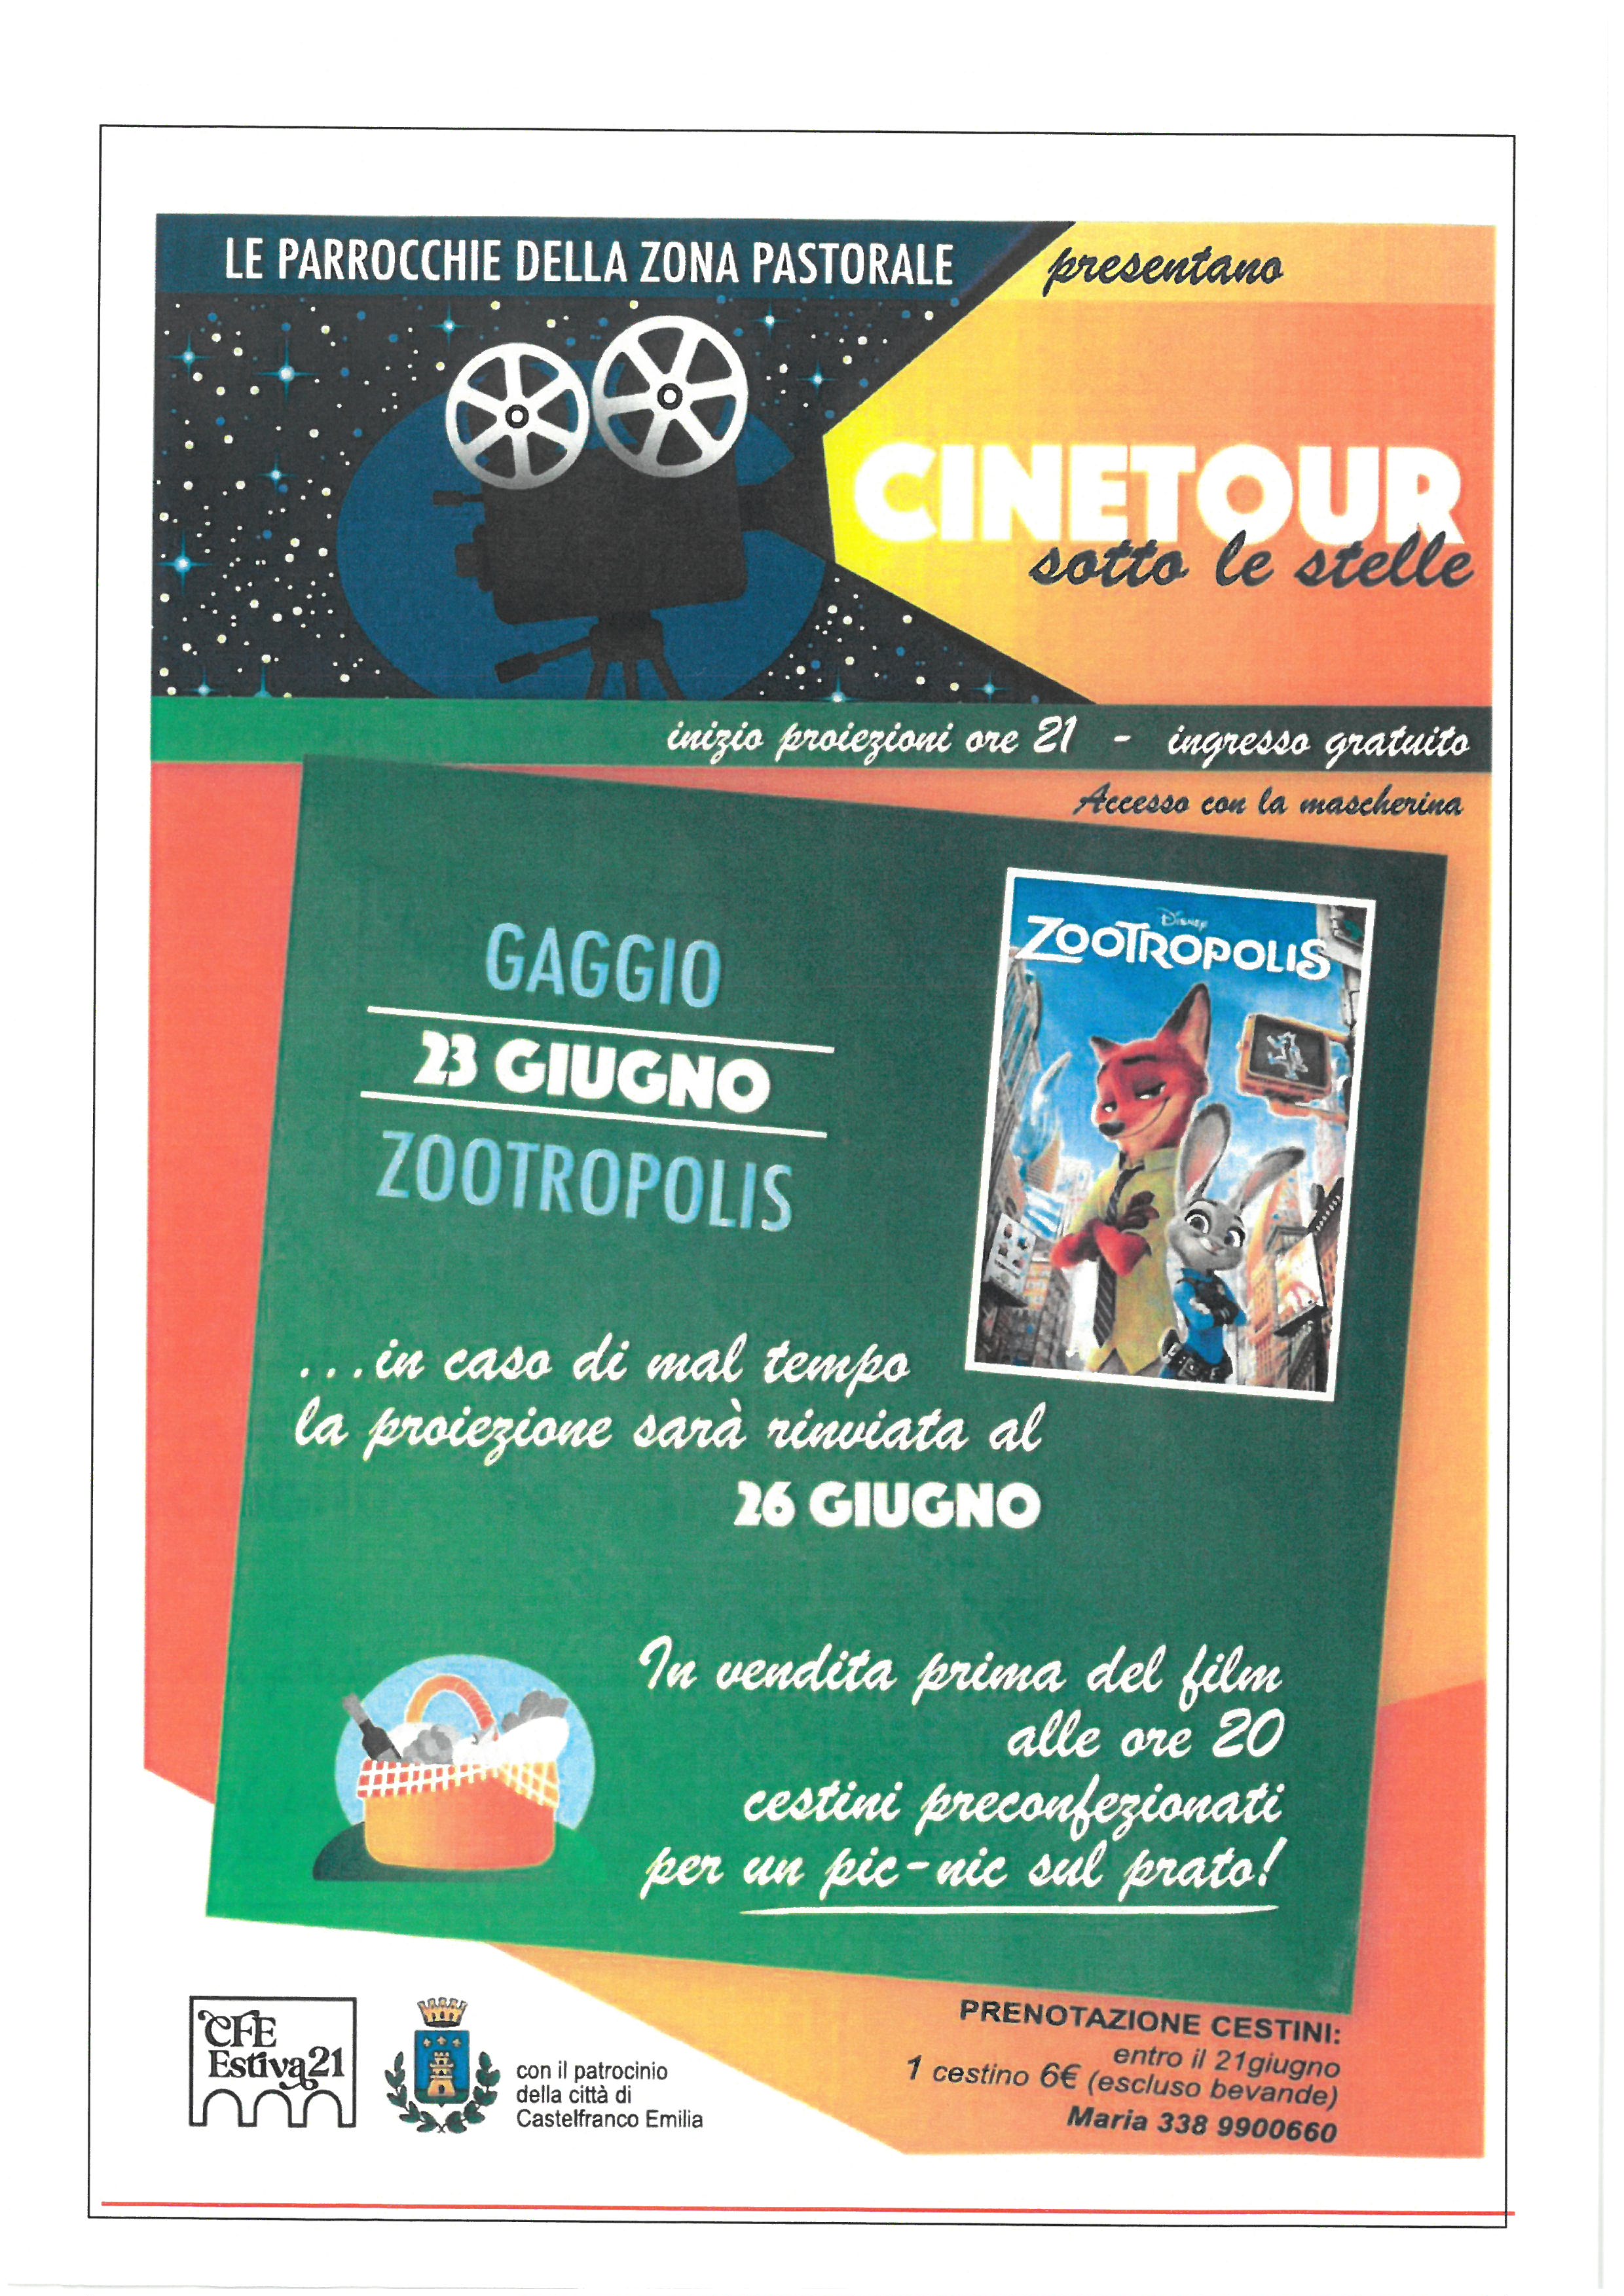 LE PARROCCHIE DELLA ZONA PASTORALE presentano
CINETOUR
sotto le stelle
inizio proiezioni ore 21 - ingresso gratuito
Accesso con la mascherina
GAGGIO
23 GIUGNO
ZOOTROPOLIS
DISNEY
ZOOTROPOLIS
...in caso di mal tempo
la proiezione sarà rinviata al
26 GIUGNO
In vendita prima del film
alle ore 20
cestini preconfezionati
per un pic-nic sul prato!
CFE
Estiva21
con il patrocinio
della città di
Castelfranco Emilia
PRENOTAZIONE CESTINI:
entro il 21giugno
1 cestino 6€ (escluso bevande)
Maria 338 9900660